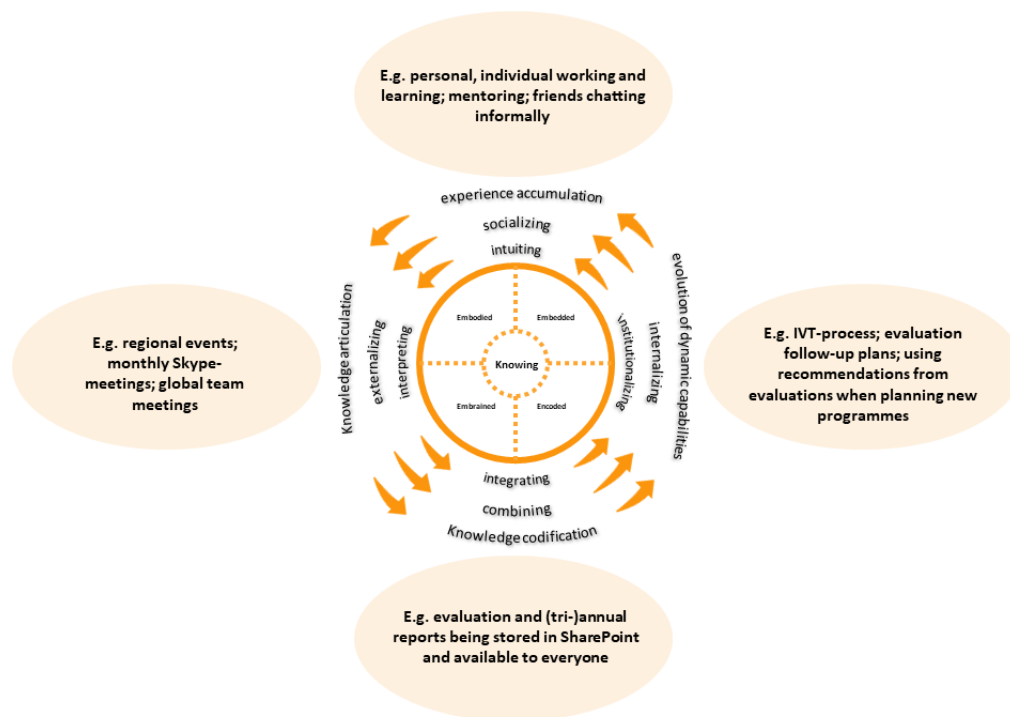 E.g. personal, individual working and
learning; mentoring; friends chatting
informally
experience accumulation
socializing
intuiting
Knowledge articulation
externalizing
interpreting
E.g. regional events;
monthly Skype-
meetings; global team
meetings
Embodied
Embedded
Knowing
Embrained
Encoded
institutionalizing
internalizing
evolution of dynamic capabilities
E.g. IVT-process; evaluation
follow-up plans; using
recommendations from
evaluations when planning new
programmes
integrating
combining
Knowledge codification
E.g. evaluation and (tri-)annual
reports being stored in SharePoint
and available to everyone